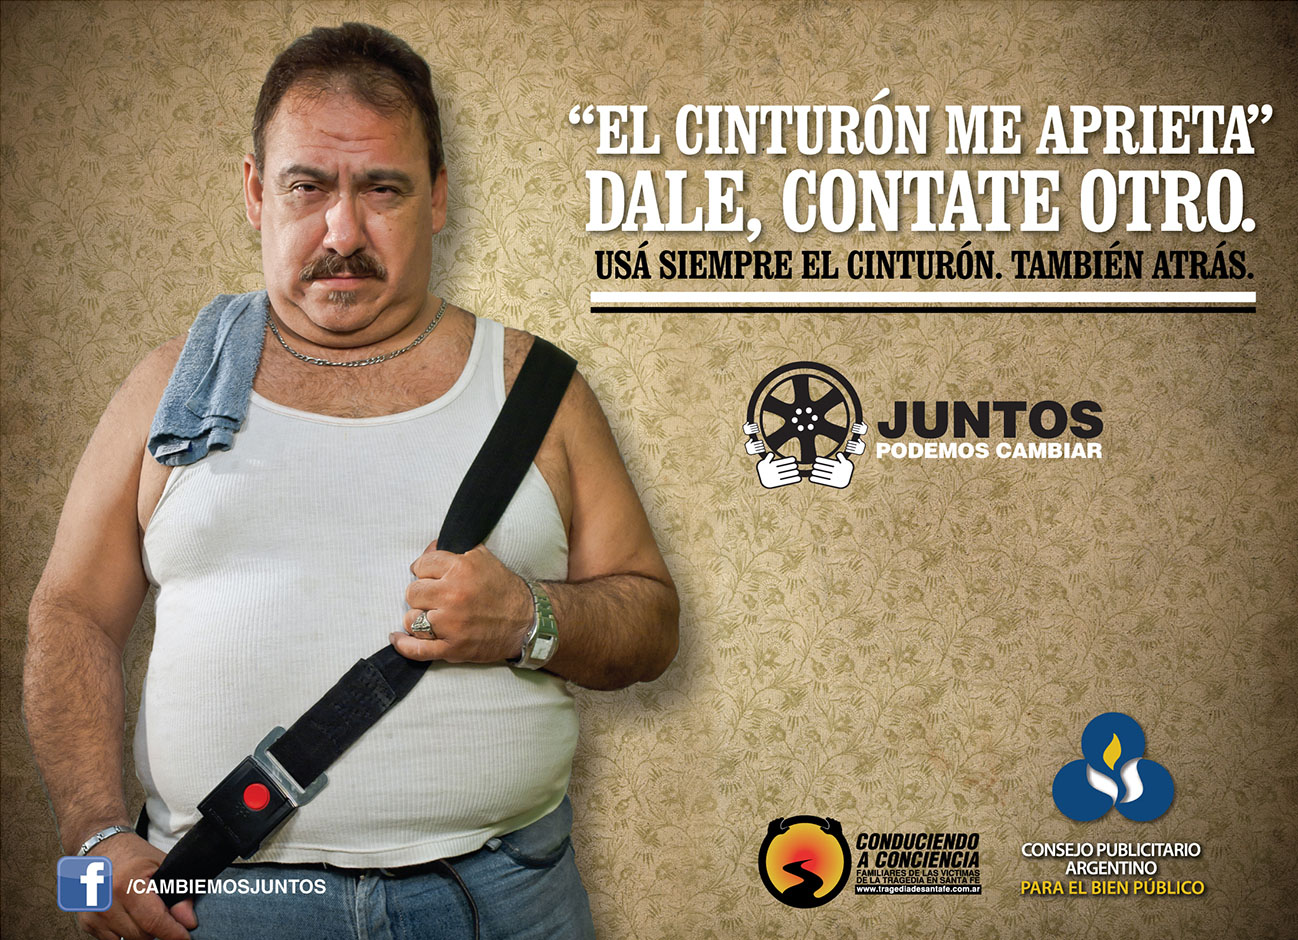 “EL CINTURÓN ME APRIETA”
DALE, CONTATE OTRO.
USÁ SIEMPRE EL CINTURÓN. TAMBIÉN ATRÁS.
JUNTOS
PODEMOS CAMBIAR
f /CAMBIEMOSJUNTOS
CONDUCIENDO
A CONCIENCIA
FAMILIARES DE LAS VÍCTIMAS
DE LA TRAGEDIA EN SANTA FE
www.tragediadesantafe.com.ar
CONSEJO PUBLICITARIO
ARGENTINO
PARA EL BIEN PÚBLICO